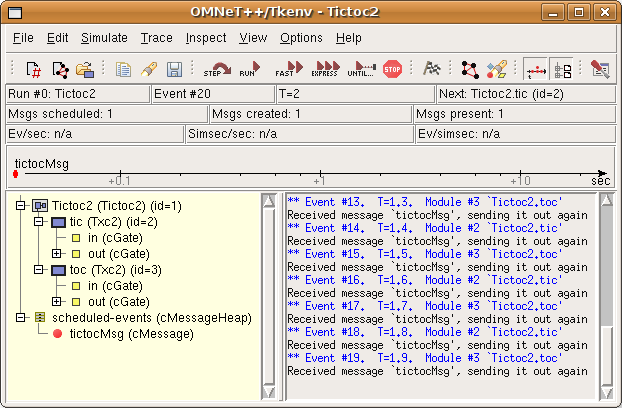 OMNeT++/Tkenv - Tictoc2
File Edit Simulate Trace Inspect View Options Help
STEP RUN FAST EXPRESS UNTIL... STOP
Run #0: Tictoc2 Event #20 T=2 Next: Tictoc2.tic (id=2)
Msgs scheduled: 1 Msgs created: 1 Msgs present: 1
Ev/sec: n/a Simsec/sec: n/a Ev/simsec: n/a
tictocMsg
+0.1 +1 +10 sec
Tictoc2 (Tictoc2) (id=1)
tic (Txc2) (id=2)
in (cGate)
out (cGate)
toc (Txc2) (id=3)
in (cGate)
out (cGate)
scheduled-events (cMessageHeap)
tictocMsg (cMessage)
** Event #13. T=1.3. Module #3 `Tictoc2.toc'
Received message `tictocMsg', sending it out again
** Event #14. T=1.4. Module #2 `Tictoc2.tic'
Received message `tictocMsg', sending it out again
** Event #15. T=1.5. Module #3 `Tictoc2.toc'
Received message `tictocMsg', sending it out again
** Event #16. T=1.6. Module #2 `Tictoc2.tic'
Received message `tictocMsg', sending it out again
** Event #17. T=1.7. Module #3 `Tictoc2.toc'
Received message `tictocMsg', sending it out again
** Event #18. T=1.8. Module #2 `Tictoc2.tic'
Received message `tictocMsg', sending it out again
** Event #19. T=1.9. Module #3 `Tictoc2.toc'
Received message `tictocMsg', sending it out again